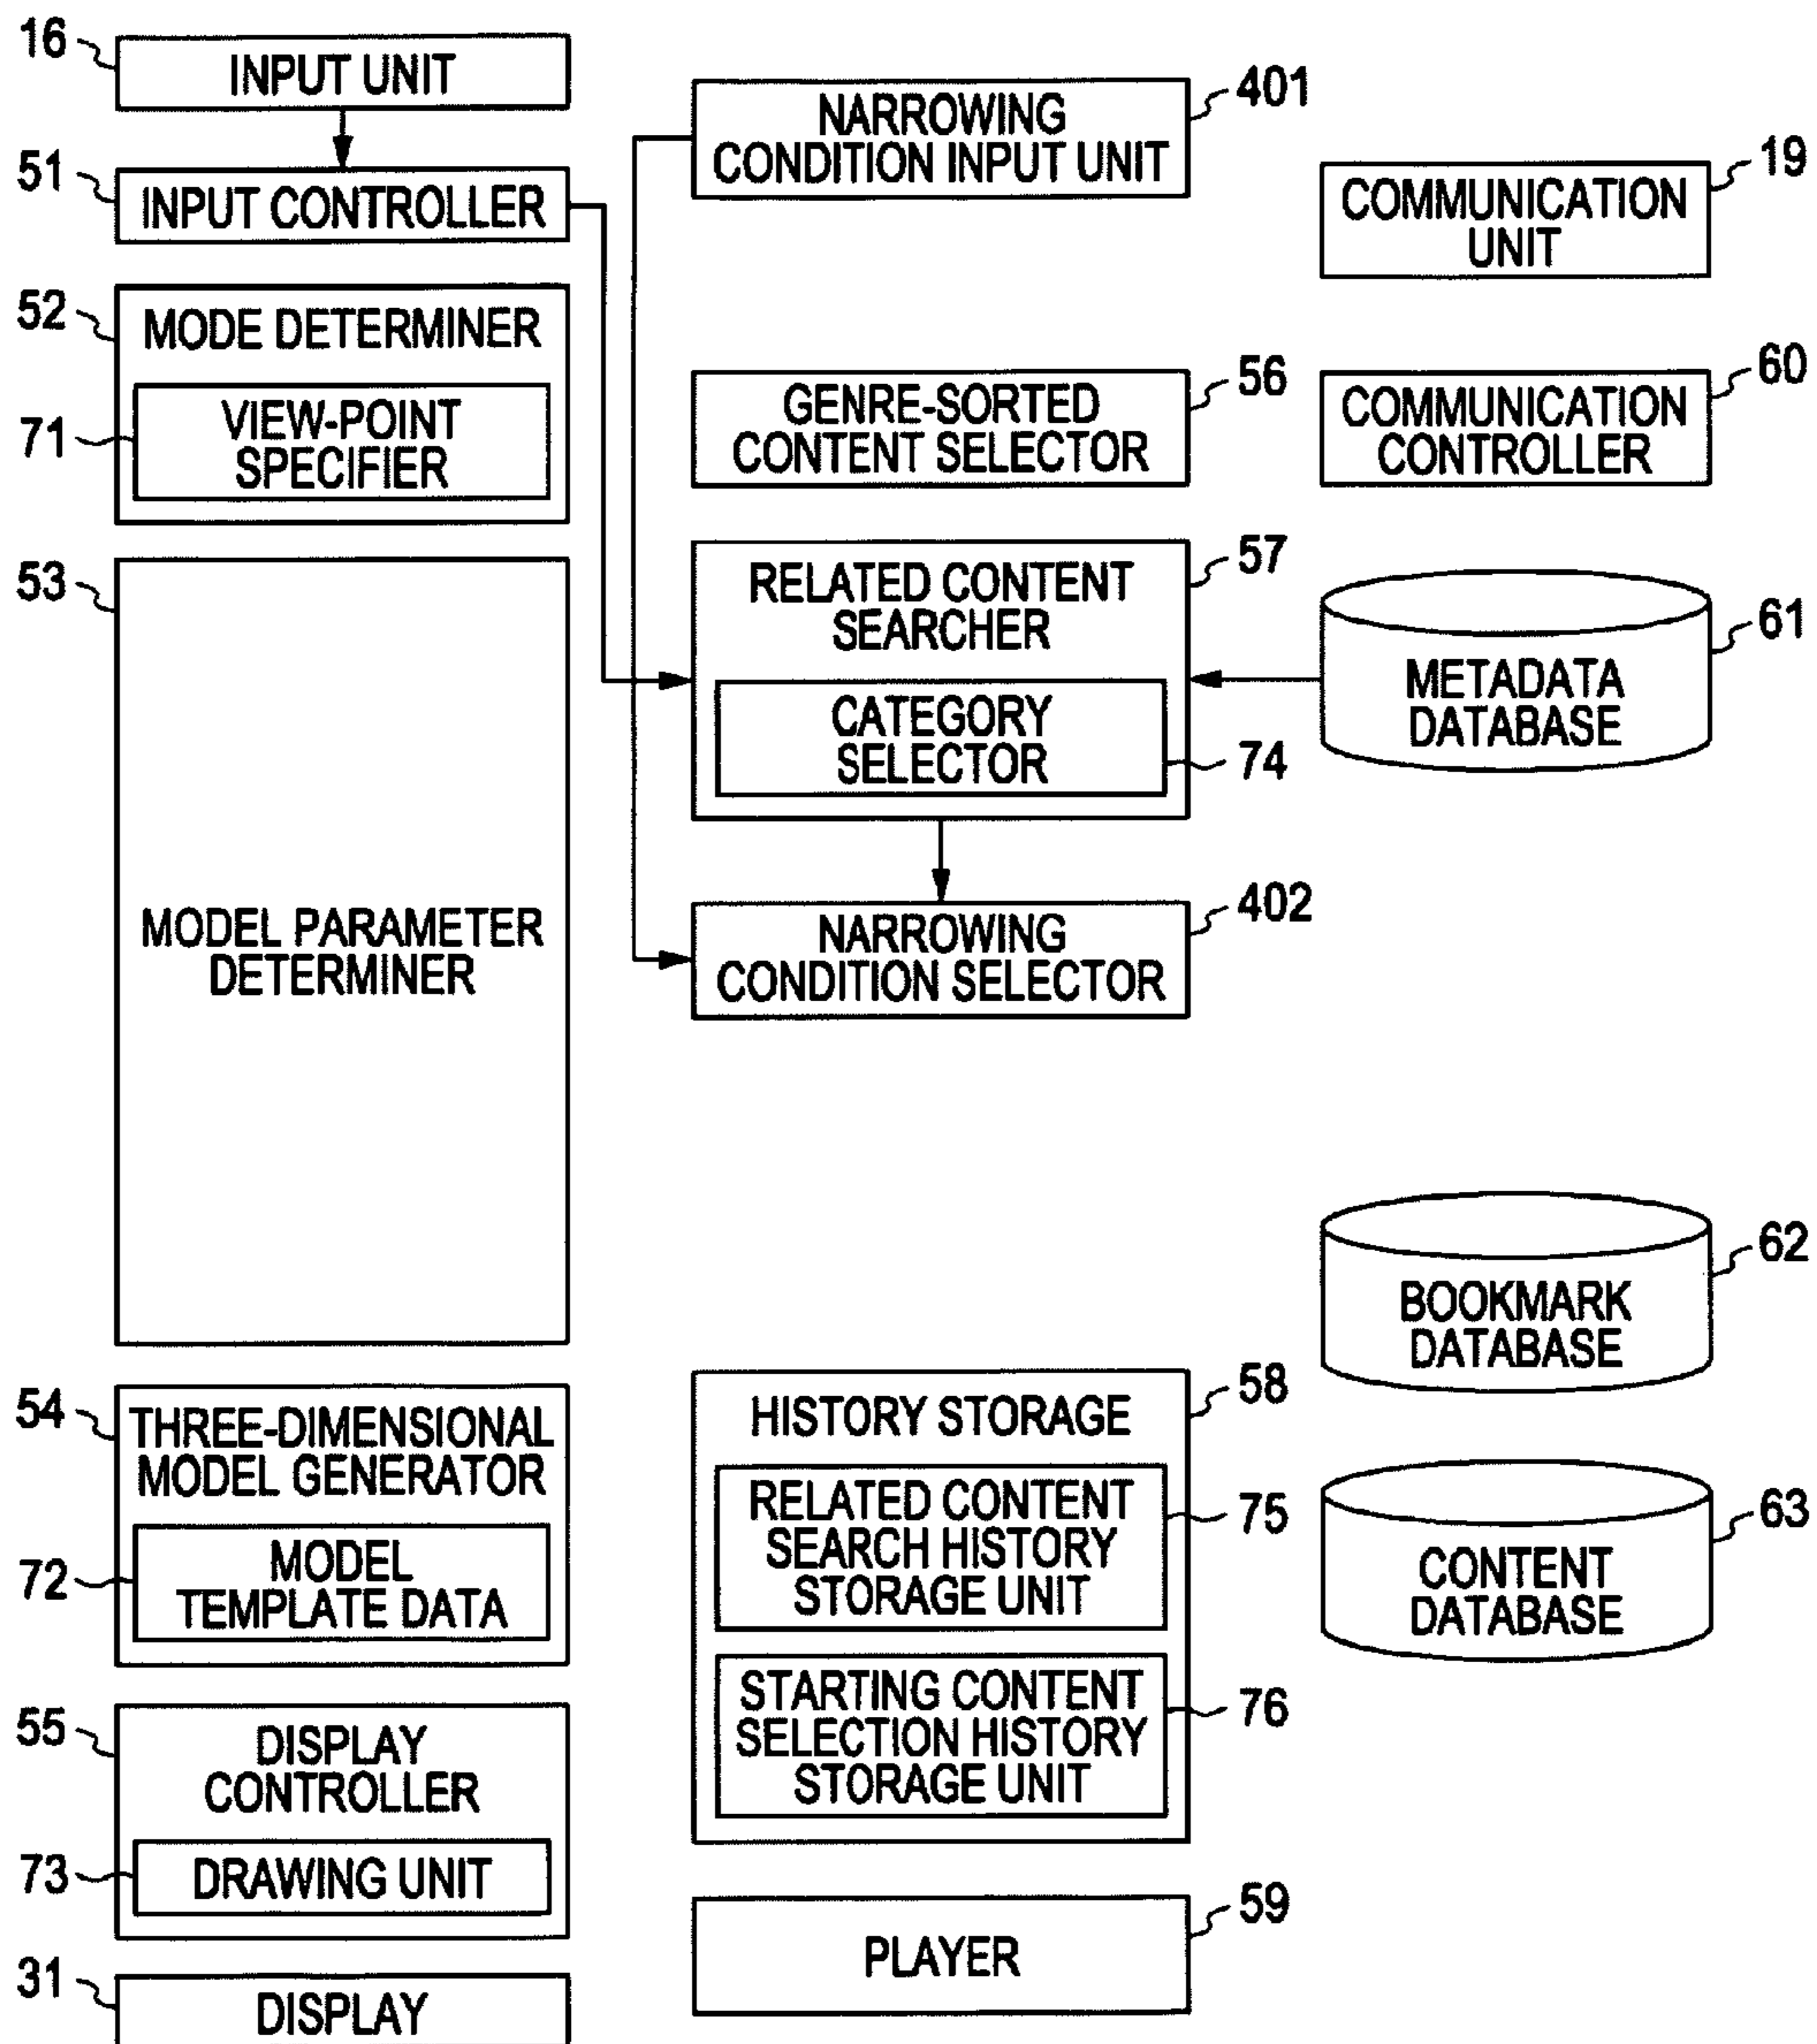 16
INPUT UNIT
51
INPUT CONTROLLER
52
MODE DETERMINER
71
VIEW-POINT
SPECIFIER
53
MODEL PARAMETER
DETERMINER
54
THREE-DIMENSIONAL
MODEL GENERATOR
72
MODEL
TEMPLATE DATA
55
DISPLAY
CONTROLLER
73
DRAWING UNIT
31
DISPLAY
NARROWING
CONDITION INPUT UNIT
401
GENRE-SORTED
CONTENT SELECTOR
56
RELATED CONTENT
SEARCHER
57
CATEGORY
SELECTOR
74
NARROWING
CONDITION SELECTOR
402
HISTORY STORAGE
58
RELATED CONTENT
SEARCH HISTORY
STORAGE UNIT
75
STARTING CONTENT
SELECTION HISTORY
STORAGE UNIT
76
PLAYER
59
COMMUNICATION
UNIT
19
COMMUNICATION
CONTROLLER
60
METADATA
DATABASE
61
BOOKMARK
DATABASE
62
CONTENT
DATABASE
63